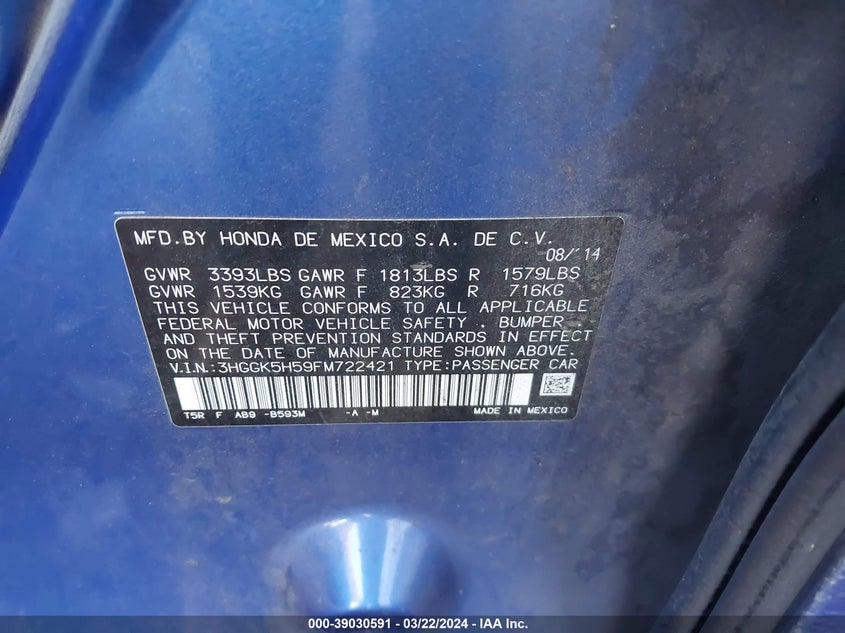 MFD.BY HONDA DE MEXICO S.A. DE C.V.
08/'14
GVWR 3393LBS GAWR F 1813LBS R 1579LBS
GVWR 1539KG GAWR F 823KG R 716KG
THIS VEHICLE CONFORMS TO ALL APPLICABLE
FEDERAL MOTOR VEHICLE SAFETY . BUMPER .
AND THEFT PREVENTION STANDARDS IN EFFECT
ON THE DATE OF MANUFACTURE SHOWN ABOVE.
V.I.N.:3HGGK5H59FM722421 TYPE:PASSENGER CAR
T5R F AB9 -B593M -A -M MADE IN MEXICO
000-39030591 - 03/22/2024 - IAA Inc.